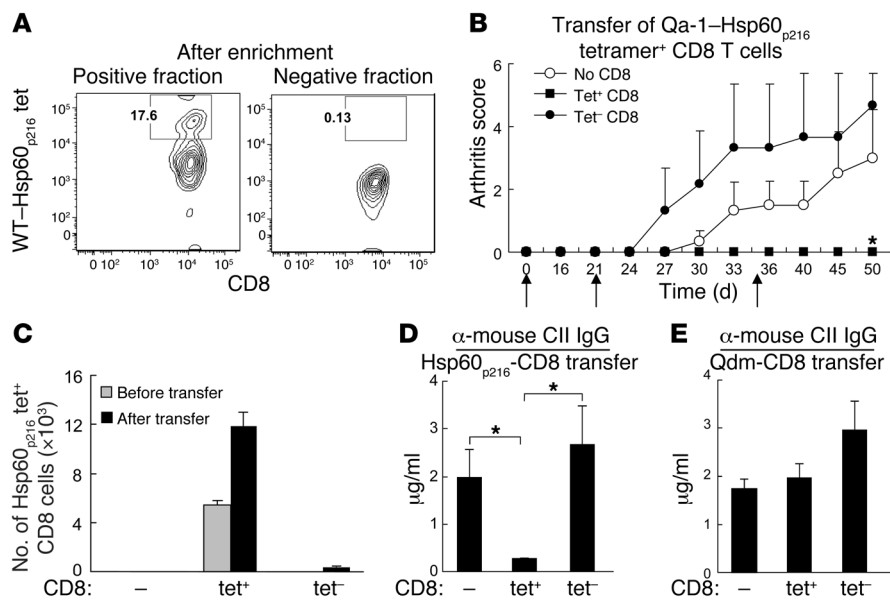 A
After enrichment
Positive fraction Negative fraction
WT–Hsp60p216 tet
10⁵
10⁴
10³
10²
0
17.6
0 10² 10³ 10⁴ 10⁵
10⁵
10⁴
10³
10²
0
0.13
0 10² 10³ 10⁴ 10⁵
CD8
B
Transfer of Qa-1–Hsp60p216
tetramer⁺ CD8 T cells
No CD8
Tet⁺ CD8
Tet⁻ CD8
Arthritis score
6
4
2
0
*
0 16 21 24 27 30 33 36 40 45 50
Time (d)
C
No. of Hsp60p216 tet⁺
CD8 cells (×10³)
16
12
8
4
0
Before transfer
After transfer
CD8: – tet⁺ tet⁻
D
α-mouse CII IgG
Hsp60p216-CD8 transfer
µg/ml
4
3
2
1
0
*
*
CD8: – tet⁺ tet⁻
E
α-mouse CII IgG
Qdm-CD8 transfer
µg/ml
4
3
2
1
0
CD8: – tet⁺ tet⁻